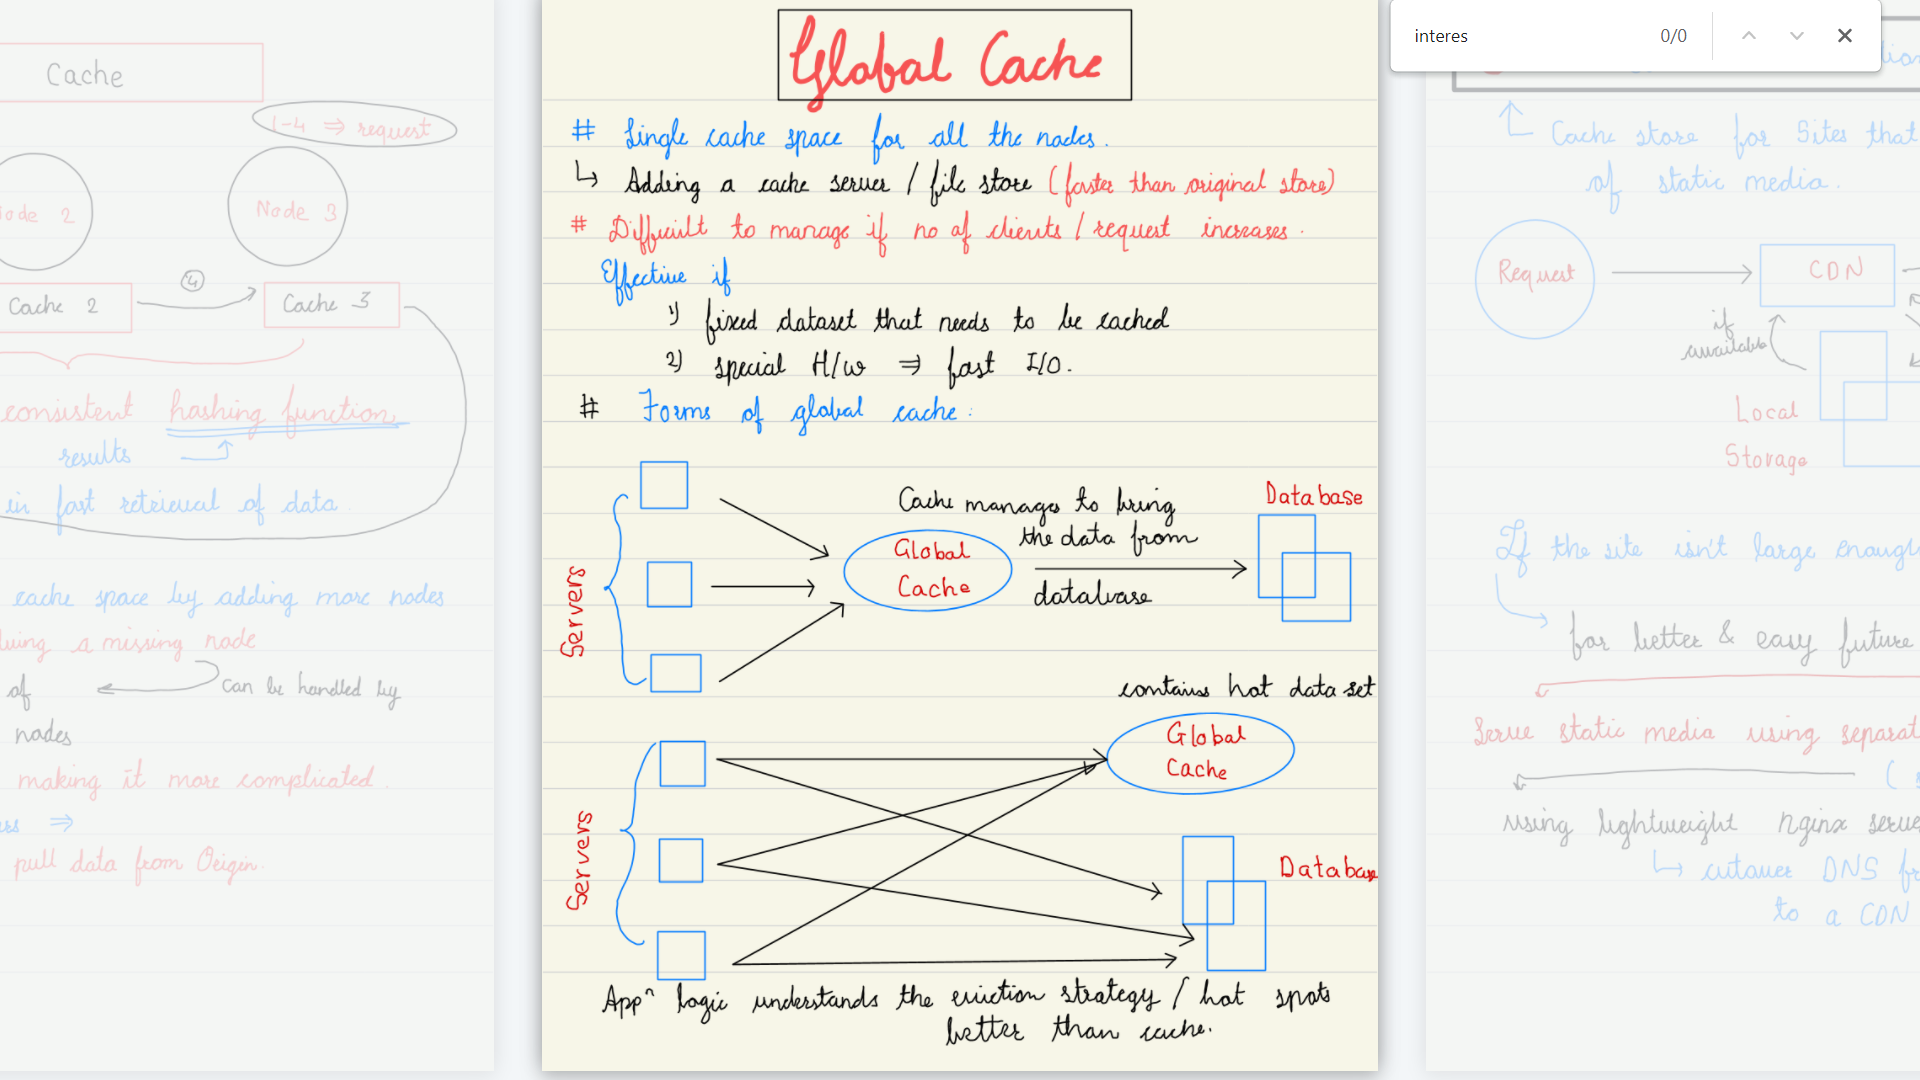 Cache
1-4 ⇒ request
Node 2
Node 3
④
Cache 2
Cache 3
consistent hashing function
results
in fast retrieval of data.
cache space by adding more nodes
a missing node
of
can be handled by
nodes
making it more complicated.
⇒
pull data from Origin.
Global Cache
# Single cache space for all the nodes.
↳ Adding a cache server / file store (faster than original store)
# Difficult to manage if no of clients / request increases.
Effective if
1) fixed dataset that needs to be cached
2) special H/w ⇒ fast I/O.
# Forms of global cache:
Servers
Global
Cache
Cache manages to bring
the data from
database
Database
contains hot data set
Servers
Global
Cache
Database
Appⁿ logic understands the eviction strategy / hot spots
better than cache.
interes
0/0
Cache store for Sites that
of static media.
Request
CDN
if
available
Local
Storage
If the site isn't large enough
for better & easy future
Serve static media using separat
using lightweight nginx serve
↳ cutover DNS fr
to a CDN